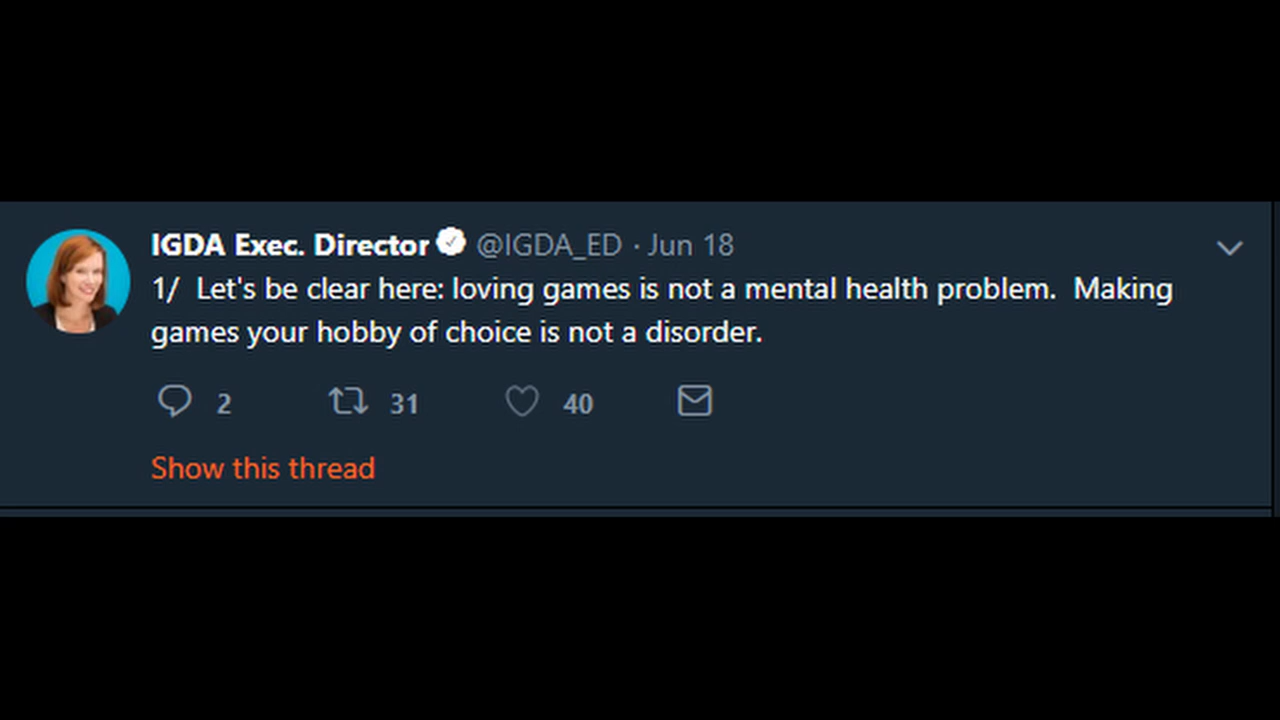 IGDA Exec. Director @IGDA_ED · Jun 18
1/  Let's be clear here: loving games is not a mental health problem.  Making
games your hobby of choice is not a disorder.
2 31 40
Show this thread